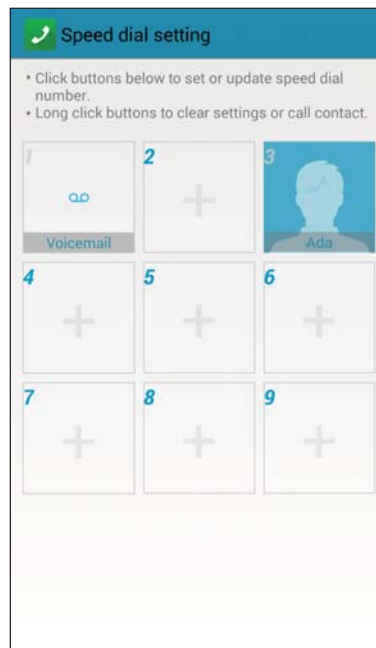 Speed dial setting
• Click buttons below to set or update speed dial
number.
• Long click buttons to clear settings or call contact.
1 2 3
Voicemail Ada
4 5 6
7 8 9